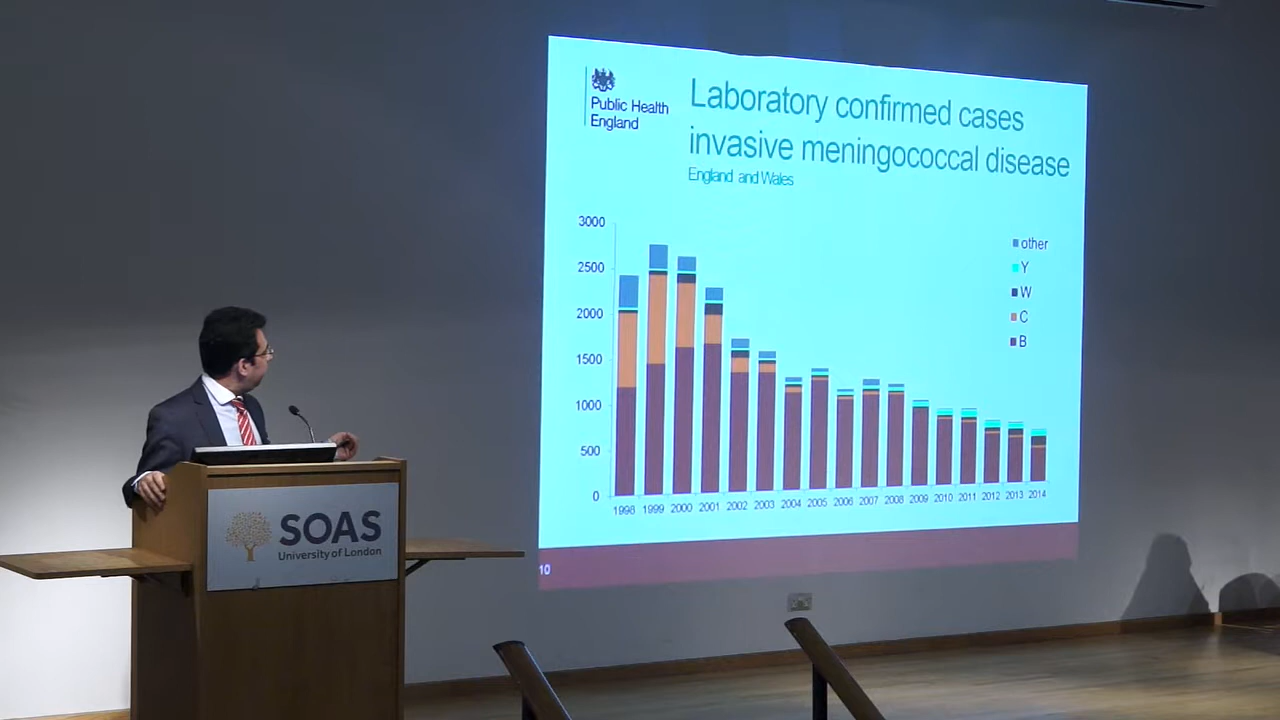 Public Health
England
Laboratory confirmed cases
invasive meningococcal disease
England and Wales
3000
2500
2000
1500
1000
500
0
1998 1999 2000 2001 2002 2003 2004 2005 2006 2007 2008 2009 2010 2011 2012 2013 2014
other
Y
W
C
B
10
SOAS
University of London